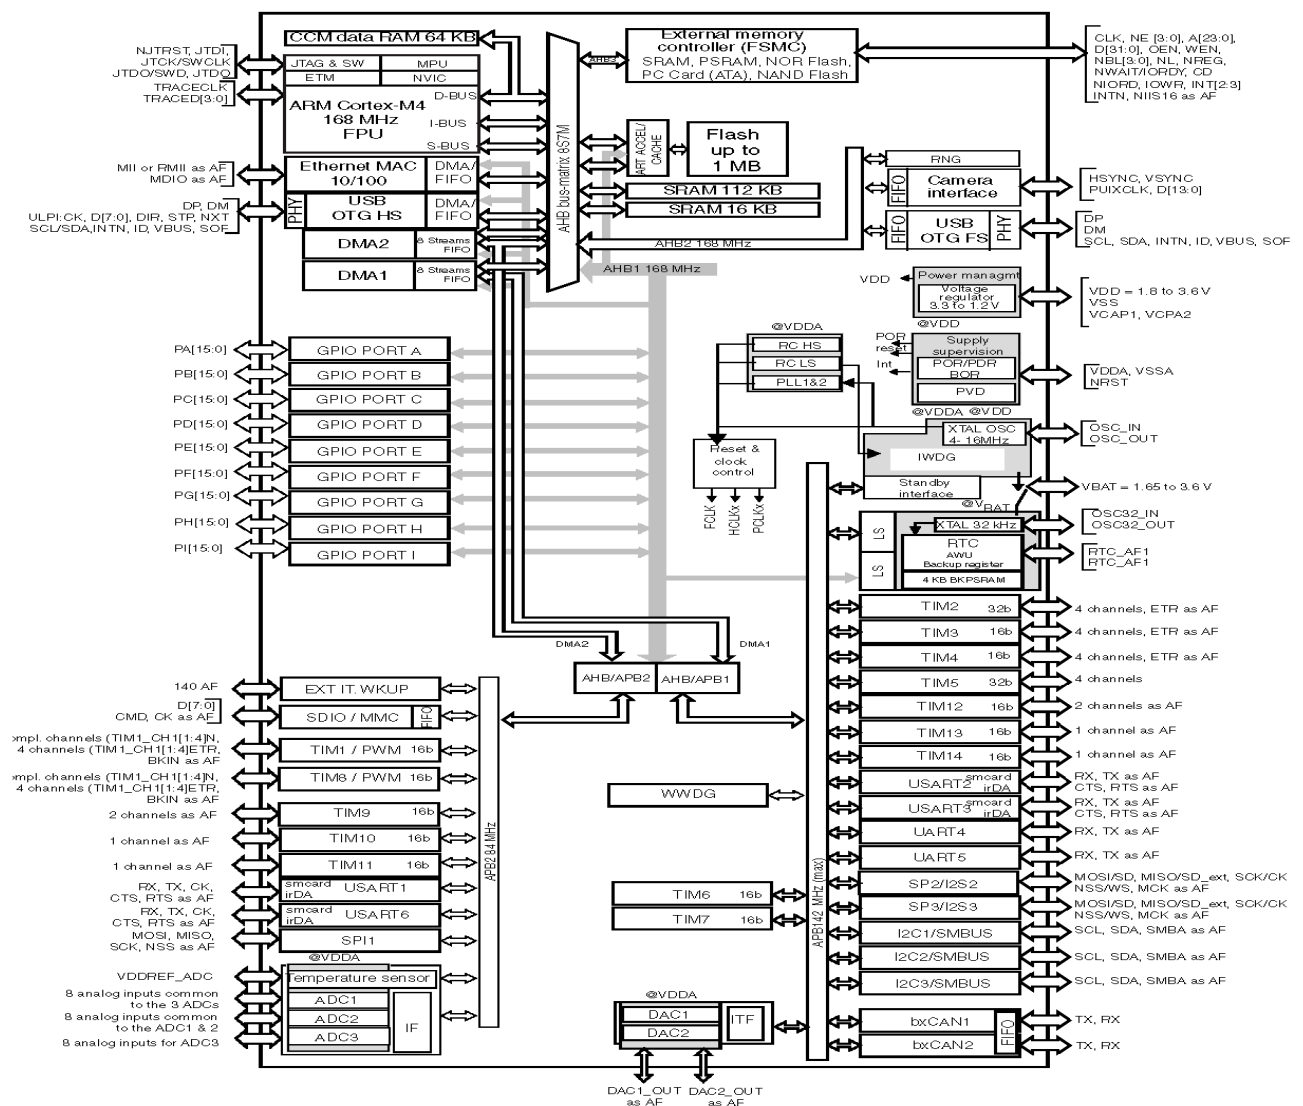 CCM data RAM 64 KB
External memory
controller (FSMC)
SRAM, PSRAM, NOR Flash,
PC Card (ATA), NAND Flash
AHB3
CLK, NE [3:0], A[23:0],
D[31:0], OEN, WEN,
NBL[3:0], NL, NREG,
NWAIT/IORDY, CD
NIORD, IOWR, INT[2:3]
INTN, NIIS16 as AF
NJTRST, JTDI,
JTCK/SWCLK
JTDO/SWD, JTDO
TRACECLK
TRACED[3:0]
JTAG & SW
MPU
ETM
NVIC
D-BUS
ARM Cortex-M4
168 MHz
FPU
I-BUS
S-BUS
AHB bus-matrix 8S7M
ART ACCEL/
CACHE
Flash
up to
1 MB
SRAM 112 KB
SRAM 16 KB
MII or RMII as AF
MDIO as AF
Ethernet MAC
10/100
DMA/
FIFO
DP, DM
ULPI:CK, D[7:0], DIR, STP, NXT
SCL/SDA,INTN, ID, VBUS, SOF
PHY
USB
OTG HS
DMA/
FIFO
DMA2
8 Streams
FIFO
DMA1
8 Streams
FIFO
AHB2 168 MHz
AHB1 168 MHz
RNG
FIFO
Camera
interface
HSYNC, VSYNC
PUIXCLK, D[13:0]
FIFO
USB
OTG FS
PHY
DP
DM
SCL, SDA, INTN, ID, VBUS, SOF
VDD
Power managmt
Voltage
regulator
3.3 to 1.2 V
@VDD
VDD = 1.8 to 3.6 V
VSS
VCAP1, VCPA2
@VDDA
RC HS
RC LS
PLL1&2
POR
reset
Int
Supply
supervision
POR/PDR
BOR
PVD
VDDA, VSSA
NRST
@VDDA @VDD
XTAL OSC
4- 16MHz
OSC_IN
OSC_OUT
IWDG
Standby
interface
VBAT = 1.65 to 3.6 V
@V
BAT
Reset &
clock
control
FCLK
HCLKx
PCLKx
LS
LS
XTAL 32 kHz
OSC32_IN
OSC32_OUT
RTC
AWU
Backup register
4 KB BKPSRAM
RTC_AF1
RTC_AF1
PA[15:0]
GPIO PORT A
PB[15:0]
GPIO PORT B
PC[15:0]
GPIO PORT C
PD[15:0]
GPIO PORT D
PE[15:0]
GPIO PORT E
PF[15:0]
GPIO PORT F
PG[15:0]
GPIO PORT G
PH[15:0]
GPIO PORT H
PI[15:0]
GPIO PORT I
DMA2
DMA1
AHB/APB2
AHB/APB1
TIM2 32b
4 channels, ETR as AF
TIM3 16b
4 channels, ETR as AF
TIM4 16b
4 channels, ETR as AF
TIM5 32b
4 channels
TIM12 16b
2 channels as AF
TIM13 16b
1 channel as AF
TIM14 16b
1 channel as AF
USART2 smcard
irDA
RX, TX as AF
CTS, RTS as AF
USART3 smcard
irDA
RX, TX as AF
CTS, RTS as AF
UART4
RX, TX as AF
UART5
RX, TX as AF
SP2/I2S2
MOSI/SD, MISO/SD_ext, SCK/CK
NSS/WS, MCK as AF
SP3/I2S3
MOSI/SD, MISO/SD_ext, SCK/CK
NSS/WS, MCK as AF
I2C1/SMBUS
SCL, SDA, SMBA as AF
I2C2/SMBUS
SCL, SDA, SMBA as AF
I2C3/SMBUS
SCL, SDA, SMBA as AF
bxCAN1
TX, RX
bxCAN2
TX, RX
FIFO
APB142 MHz (max)
WWDG
TIM6 16b
TIM7 16b
@VDDA
DAC1
DAC2
ITF
DAC1_OUT
as AF
DAC2_OUT
as AF
140 AF
EXT IT. WKUP
D[7:0]
CMD, CK as AF
SDIO / MMC
FIFO
ompl. channels (TIM1_CH1[1:4]N,
4 channels (TIM1_CH1[1:4]ETR,
BKIN as AF
TIM1 / PWM 16b
ompl. channels (TIM1_CH1[1:4]N,
4 channels (TIM1_CH1[1:4]ETR,
BKIN as AF
TIM8 / PWM 16b
2 channels as AF
TIM9 16b
1 channel as AF
TIM10 16b
1 channel as AF
TIM11 16b
RX, TX, CK,
CTS, RTS as AF
smcard
irDA
USART1
RX, TX, CK,
CTS, RTS as AF
smcard
irDA
USART6
MOSI, MISO,
SCK, NSS as AF
SPI1
APB2 84 MHz
@VDDA
VDDREF_ADC
Temperature sensor
8 analog inputs common
to the 3 ADCs
8 analog inputs common
to the ADC1 & 2
8 analog inputs for ADC3
ADC1
ADC2
ADC3
IF